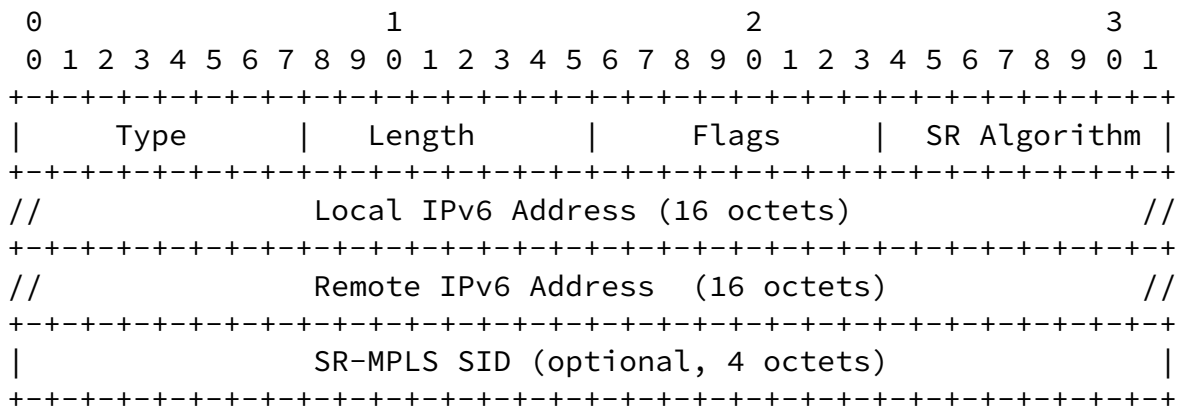 0                   1                   2                   3
 0 1 2 3 4 5 6 7 8 9 0 1 2 3 4 5 6 7 8 9 0 1 2 3 4 5 6 7 8 9 0 1
+-+-+-+-+-+-+-+-+-+-+-+-+-+-+-+-+-+-+-+-+-+-+-+-+-+-+-+-+-+-+-+-+
|     Type      |   Length      |     Flags     |  SR Algorithm |
+-+-+-+-+-+-+-+-+-+-+-+-+-+-+-+-+-+-+-+-+-+-+-+-+-+-+-+-+-+-+-+-+
//               Local IPv6 Address (16 octets)                //
+-+-+-+-+-+-+-+-+-+-+-+-+-+-+-+-+-+-+-+-+-+-+-+-+-+-+-+-+-+-+-+-+
//               Remote IPv6 Address  (16 octets)              //
+-+-+-+-+-+-+-+-+-+-+-+-+-+-+-+-+-+-+-+-+-+-+-+-+-+-+-+-+-+-+-+-+
|                SR-MPLS SID (optional, 4 octets)               |
+-+-+-+-+-+-+-+-+-+-+-+-+-+-+-+-+-+-+-+-+-+-+-+-+-+-+-+-+-+-+-+-+